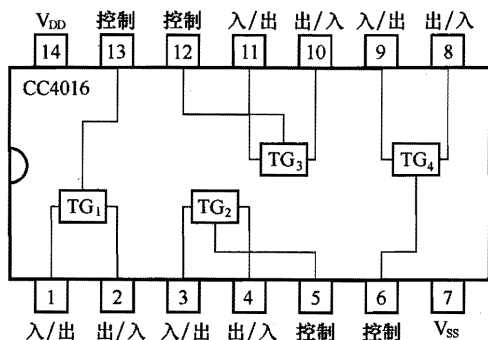 V_DD 控制 控制 入/出 出/入 入/出 出/入
14 13 12 11 10 9 8
CC4016
TG₃ TG₄
TG₁ TG₂
1 2 3 4 5 6 7
入/出 出/入 入/出 出/入 控制 控制 V_SS